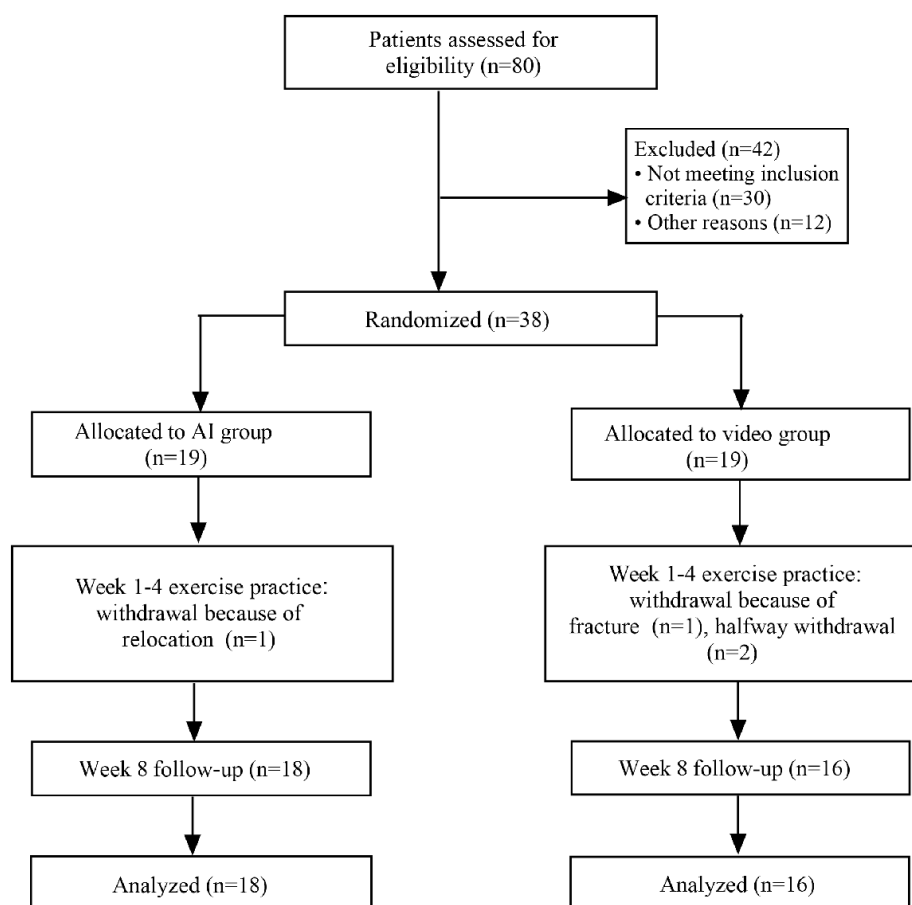 Patients assessed for
eligibility (n=80)
Excluded (n=42)
• Not meeting inclusion
criteria (n=30)
• Other reasons (n=12)
Randomized (n=38)
Allocated to AI group
(n=19)
Allocated to video group
(n=19)
Week 1-4 exercise practice:
withdrawal because of
relocation (n=1)
Week 1-4 exercise practice:
withdrawal because of
fracture (n=1), halfway withdrawal
(n=2)
Week 8 follow-up (n=18)
Week 8 follow-up (n=16)
Analyzed (n=18)
Analyzed (n=16)